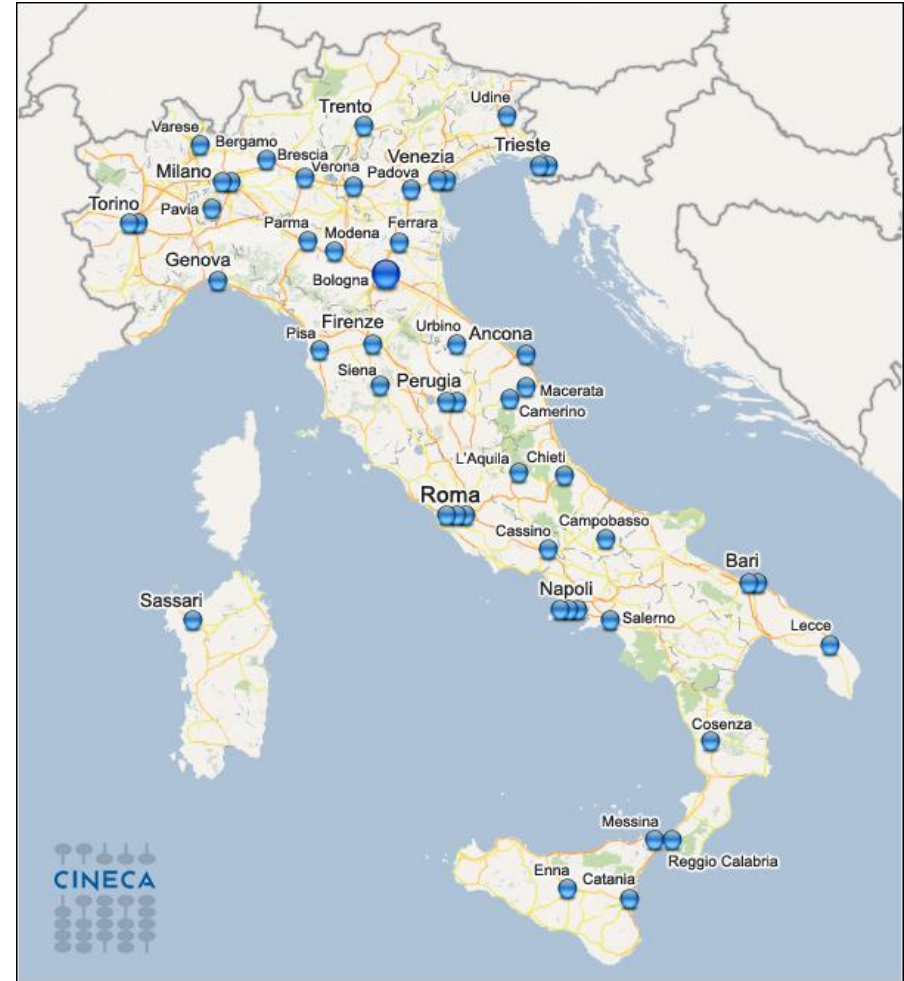 Udine
Trento
Varese
Bergamo
Trieste
Brescia
Venezia
Milano
Verona
Padova
Torino
Pavia
Parma
Modena
Ferrara
Genova
Bologna
Firenze
Urbino
Ancona
Pisa
Siena
Perugia
Macerata
Camerino
L'Aquila
Chieti
Roma
Cassino
Campobasso
Bari
Napoli
Sassari
Salerno
Lecce
Cosenza
Messina
Reggio Calabria
Enna
Catania
CINECA